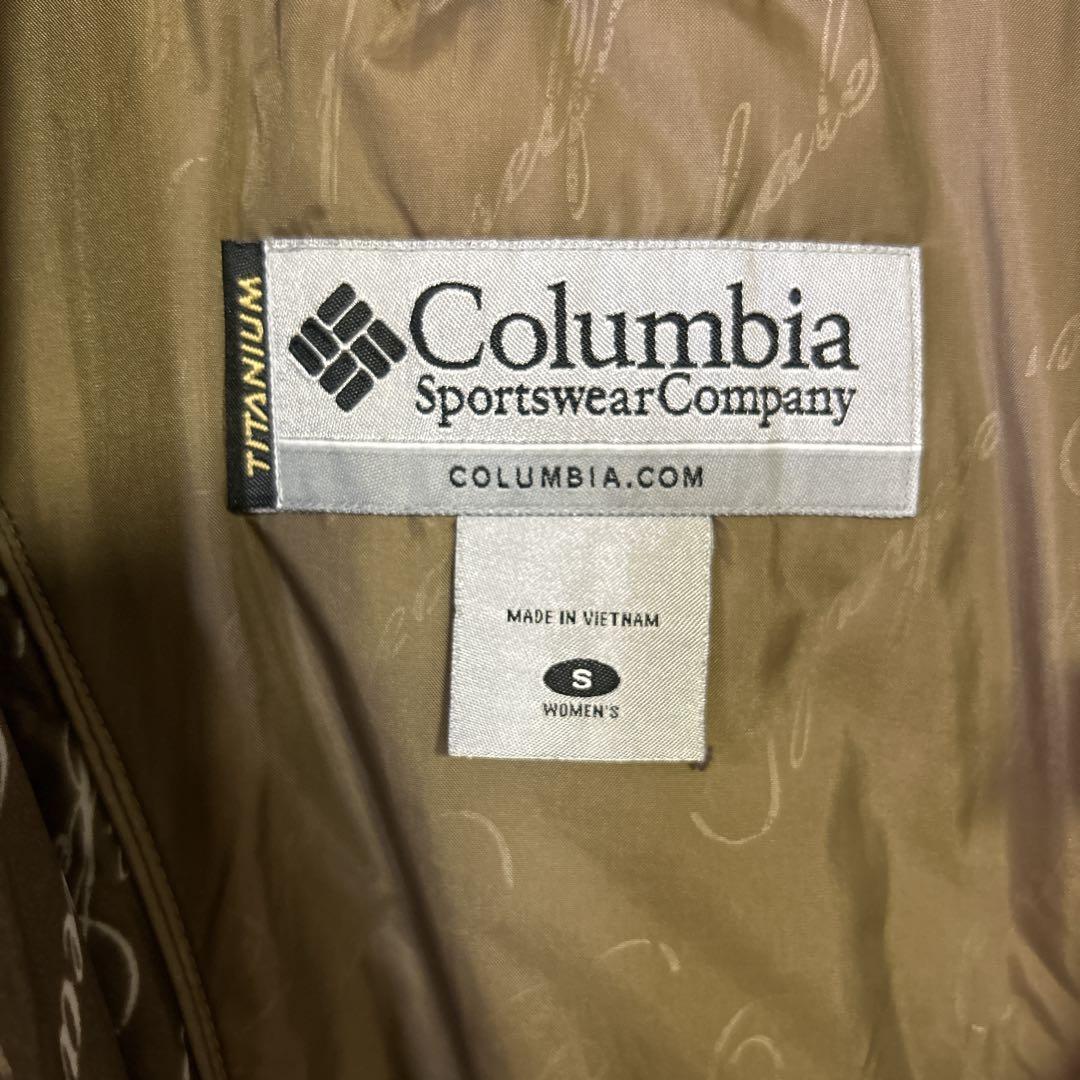 TITANIUM
Columbia
SportswearCompany
COLUMBIA.COM
MADE IN VIETNAM
S
WOMEN'S